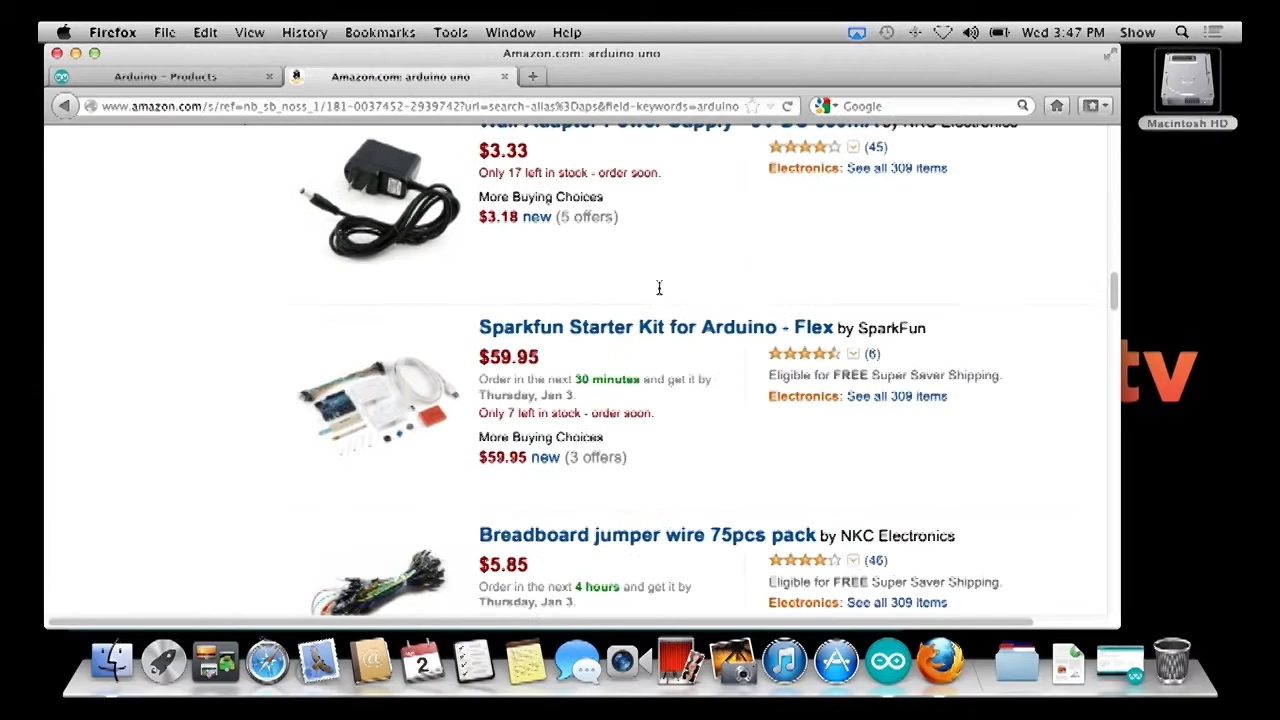 Firefox File Edit View History Bookmarks Tools Window Help Wed 3:47 PM Show
Amazon.com: arduino uno
Arduino - Products
Amazon.com: arduino uno
www.amazon.com/s/ref=nb_sb_noss_1/181-0037452-2939742?url=search-alias%3Daps&field-keywords=arduino
Google
Macintosh HD
Wall Adapter Power Supply - by NKC Electronics
$3.33
Only 17 left in stock - order soon.
More Buying Choices
$3.18 new (5 offers)
(45)
Electronics: See all 309 items
Sparkfun Starter Kit for Arduino - Flex by SparkFun
$59.95
Order in the next 30 minutes and get it by
Thursday, Jan 3.
Only 7 left in stock - order soon.
More Buying Choices
$59.95 new (3 offers)
(6)
Eligible for FREE Super Saver Shipping.
Electronics: See all 309 items
tv
Breadboard jumper wire 75pcs pack by NKC Electronics
$5.85
Order in the next 4 hours and get it by
Thursday, Jan 3.
(46)
Eligible for FREE Super Saver Shipping.
Electronics: See all 309 items
2